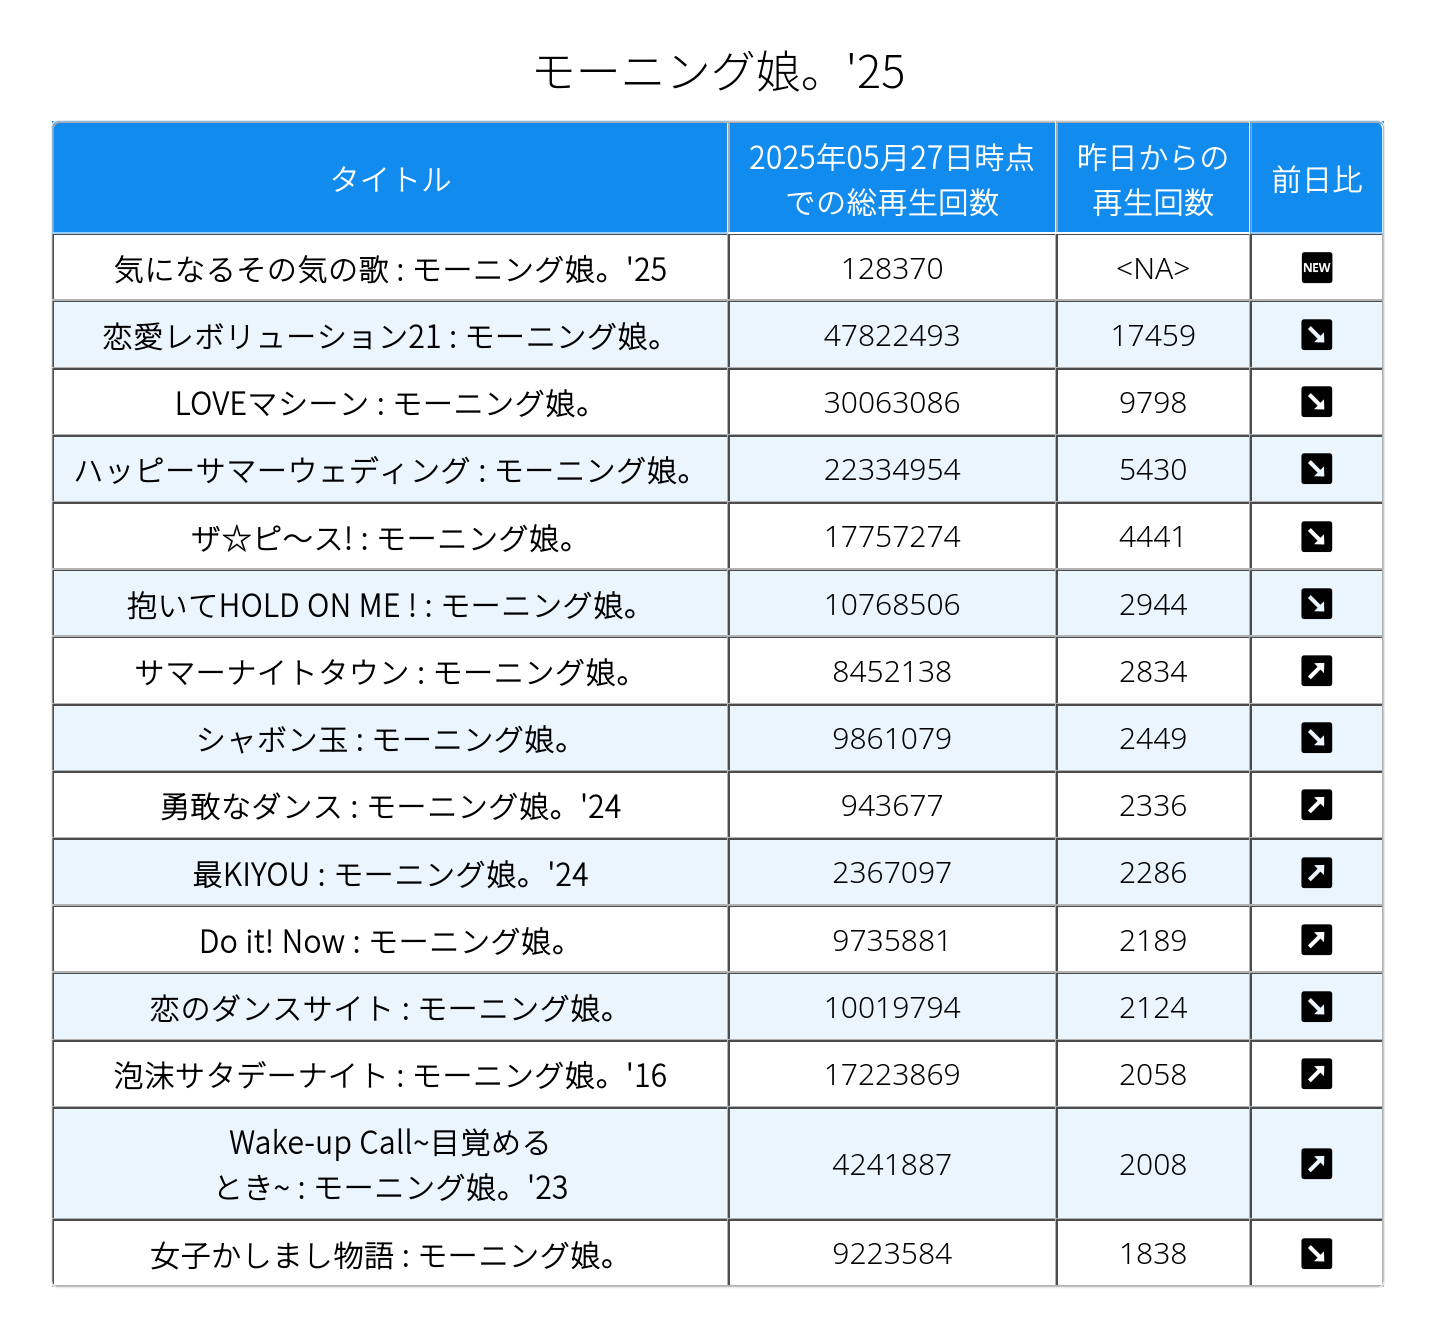 モーニング娘。'25
タイトル
2025年05月27日時点
での総再生回数
昨日からの
再生回数
前日比
気になるその気の歌 : モーニング娘。'25 128370 <NA> NEW
恋愛レボリューション21 : モーニング娘。 47822493 17459
LOVEマシーン : モーニング娘。 30063086 9798
ハッピーサマーウェディング : モーニング娘。 22334954 5430
ザ☆ピ〜ス! : モーニング娘。 17757274 4441
抱いてHOLD ON ME ! : モーニング娘。 10768506 2944
サマーナイトタウン : モーニング娘。 8452138 2834
シャボン玉 : モーニング娘。 9861079 2449
勇敢なダンス : モーニング娘。'24 943677 2336
最KIYOU : モーニング娘。'24 2367097 2286
Do it! Now : モーニング娘。 9735881 2189
恋のダンスサイト : モーニング娘。 10019794 2124
泡沫サタデーナイト : モーニング娘。'16 17223869 2058
Wake-up Call~目覚める
とき~ : モーニング娘。'23 4241887 2008
女子かしまし物語 : モーニング娘。 9223584 1838